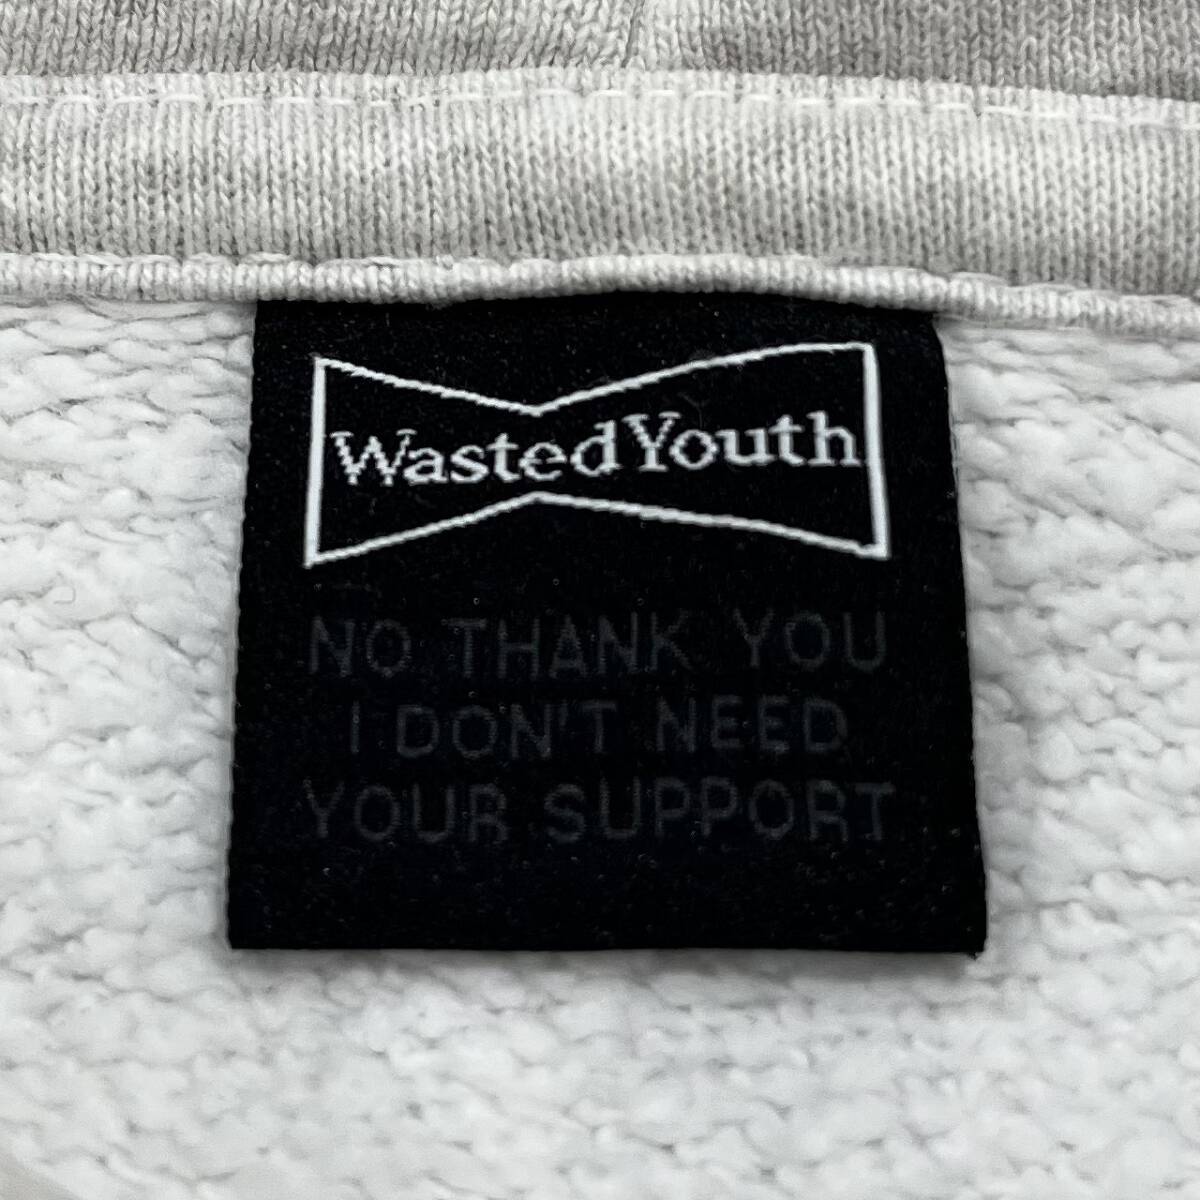 Wasted Youth
NO THANK YOU
I DON'T NEED
YOUR SUPPORT